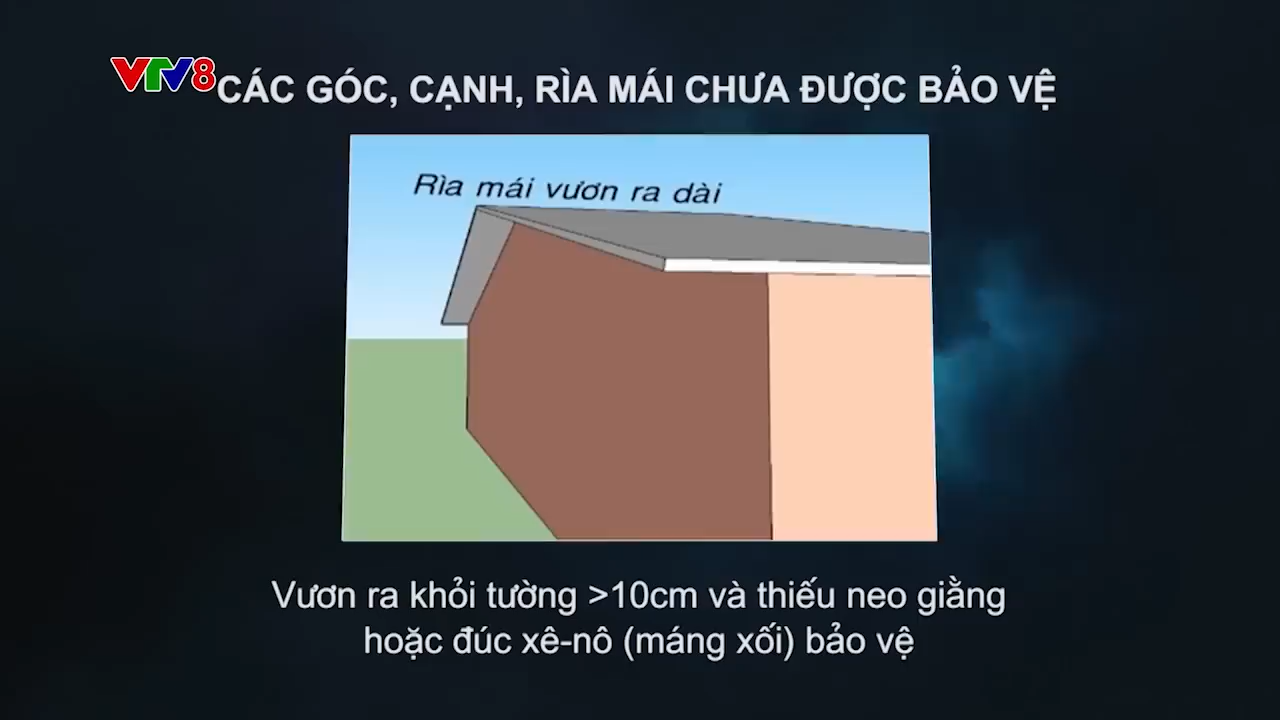 VTV8
CÁC GÓC, CẠNH, RÌA MÁI CHƯA ĐƯỢC BẢO VỆ
Rìa mái vươn ra dài
Vươn ra khỏi tường >10cm và thiếu neo giằng
hoặc đúc xê-nô (máng xối) bảo vệ